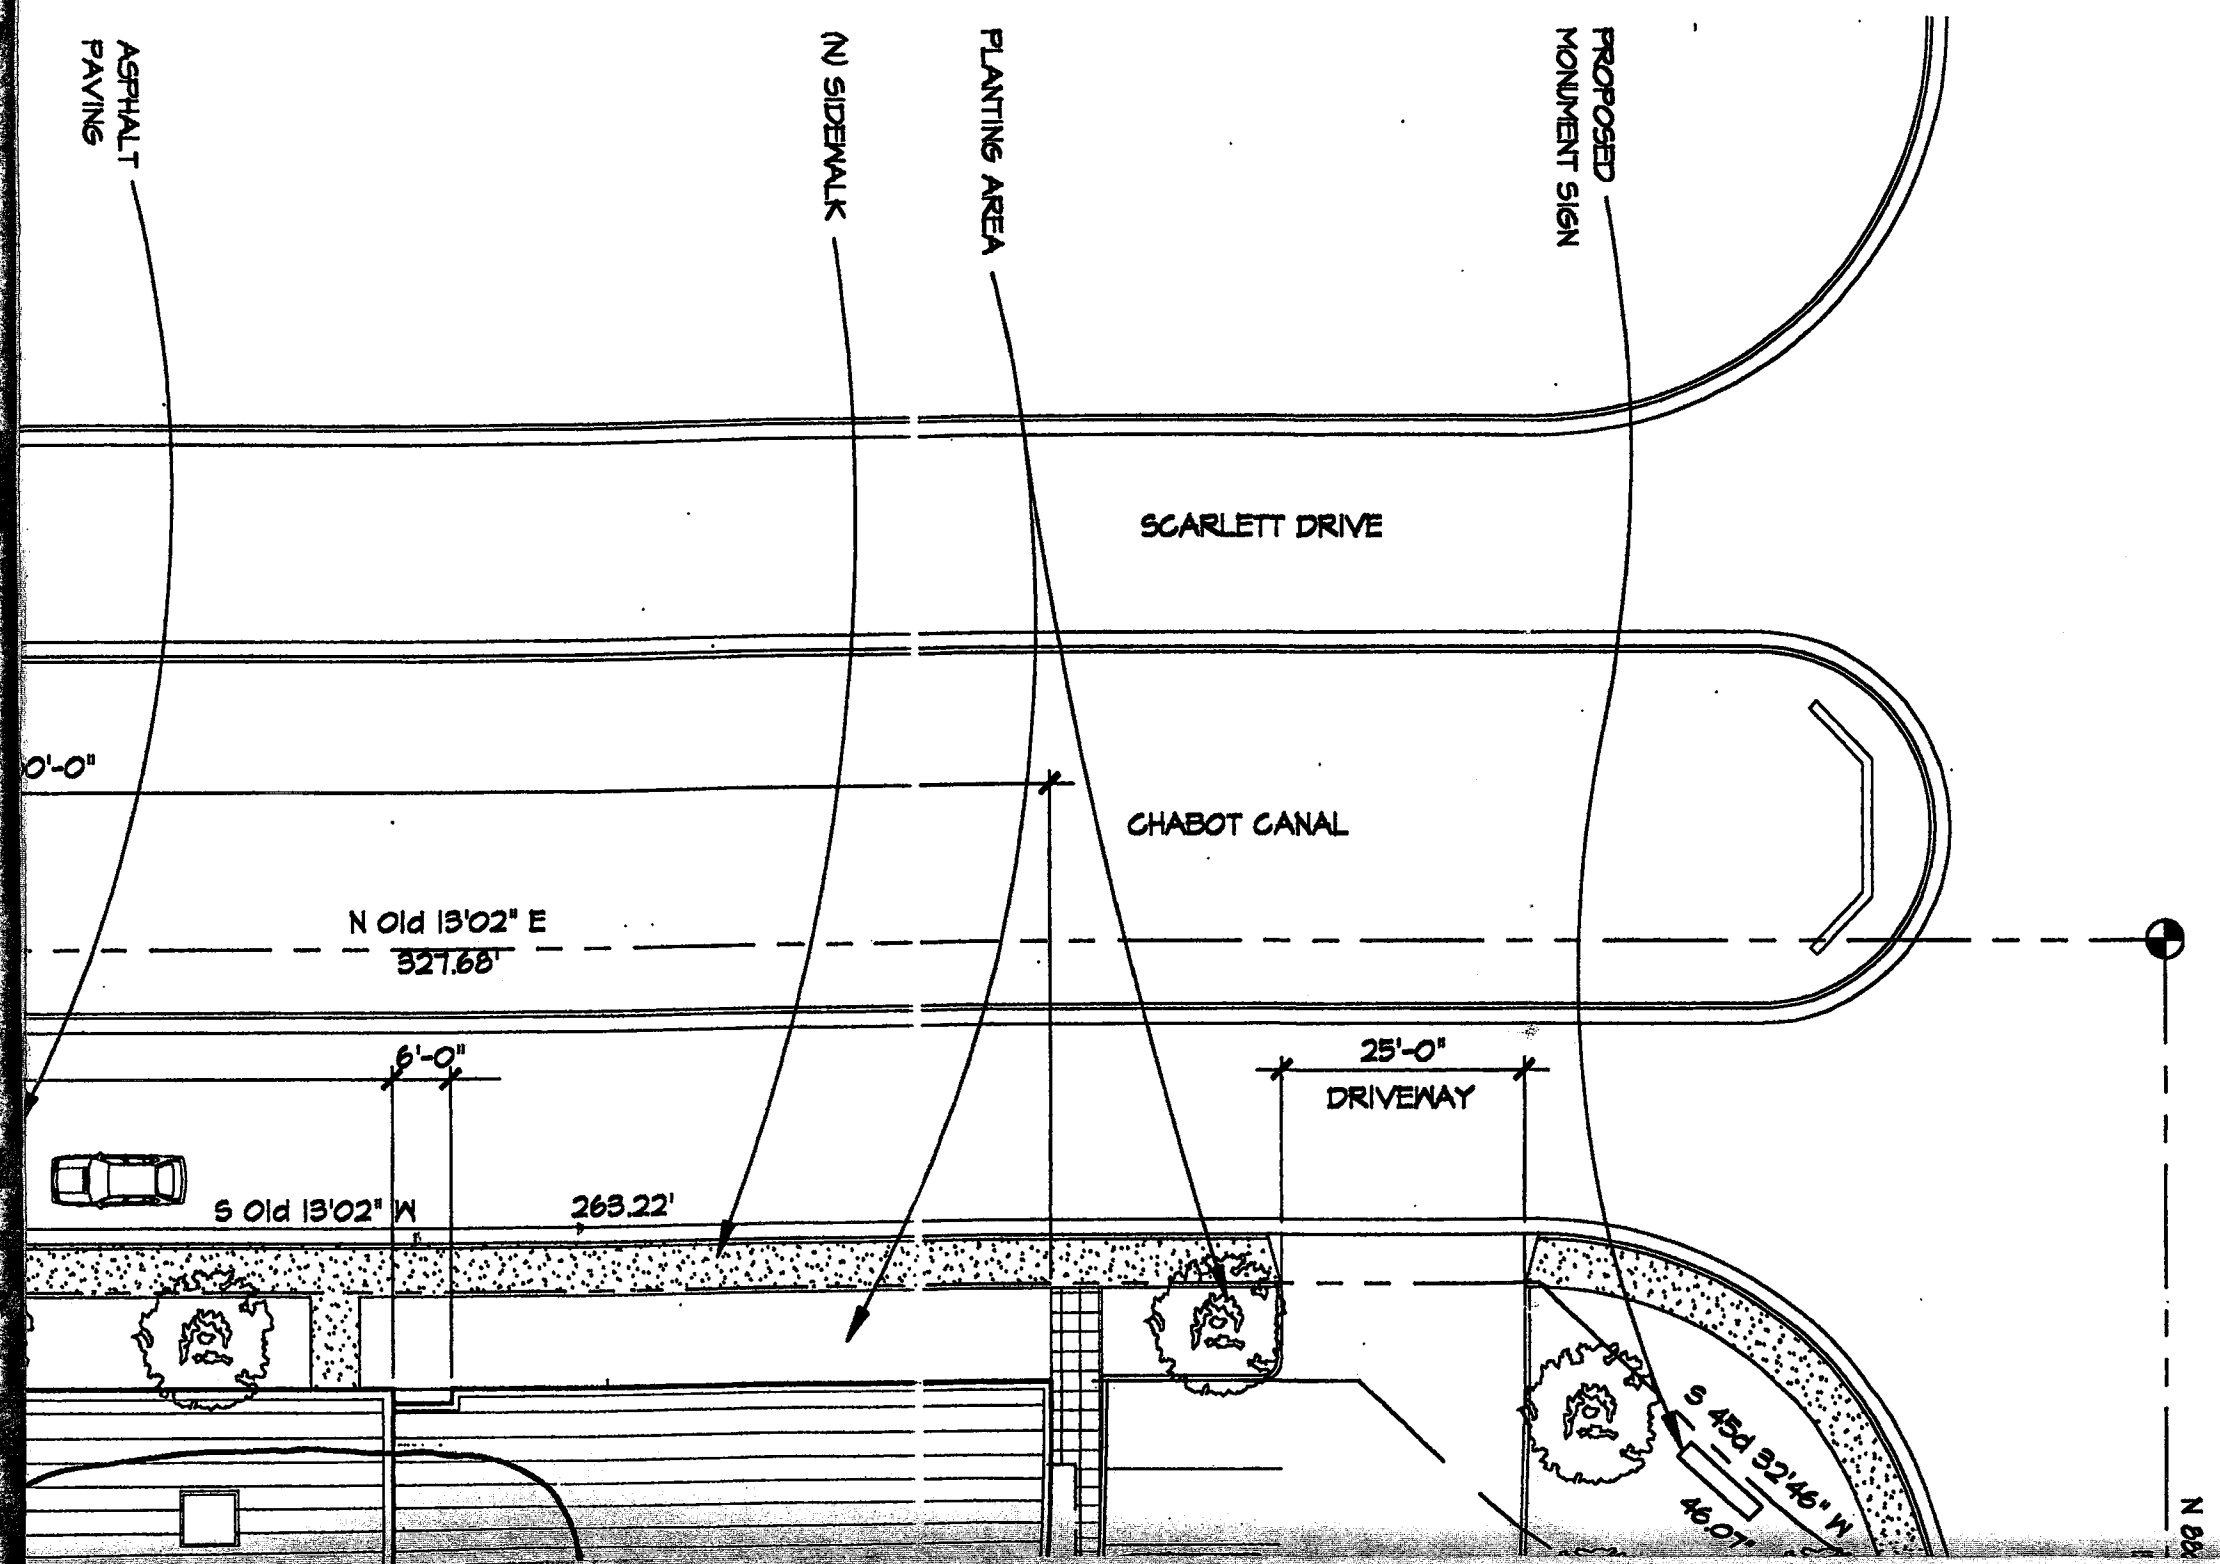 ASPHALT
PAVING
(N) SIDEWALK
PLANTING AREA
PROPOSED
MONUMENT SIGN
SCARLETT DRIVE
0'-0"
CHABOT CANAL
N 01d 13'02" E
327.68'
6'-0"
25'-0"
DRIVEWAY
S 01d 13'02" W
263.22'
S 45d 32'46" W
46.07'
N 88